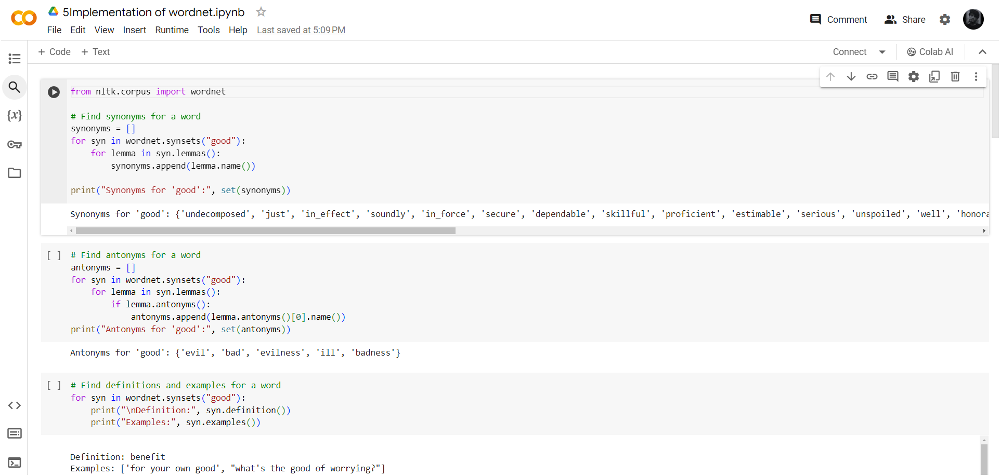 5Implementation of wordnet.ipynb
File Edit View Insert Runtime Tools Help Last saved at 5:09 PM
Comment Share
+ Code + Text
Connect Colab AI
from nltk.corpus import wordnet
# Find synonyms for a word
synonyms = []
for syn in wordnet.synsets("good"):
    for lemma in syn.lemmas():
        synonyms.append(lemma.name())
print("Synonyms for 'good':", set(synonyms))
Synonyms for 'good': {'undecomposed', 'just', 'in_effect', 'soundly', 'in_force', 'secure', 'dependable', 'skillful', 'proficient', 'estimable', 'serious', 'unspoiled', 'well', 'honora
[ ] # Find antonyms for a word
antonyms = []
for syn in wordnet.synsets("good"):
    for lemma in syn.lemmas():
        if lemma.antonyms():
            antonyms.append(lemma.antonyms()[0].name())
print("Antonyms for 'good':", set(antonyms))
Antonyms for 'good': {'evil', 'bad', 'evilness', 'ill', 'badness'}
[ ] # Find definitions and examples for a word
for syn in wordnet.synsets("good"):
    print("\nDefinition:", syn.definition())
    print("Examples:", syn.examples())
Definition: benefit
Examples: ['for your own good', "what's the good of worrying?"]